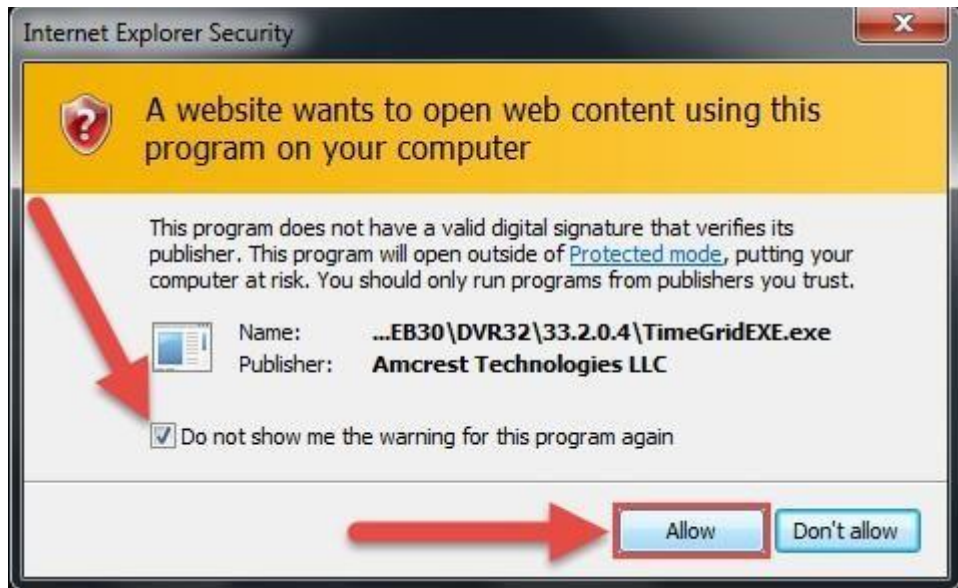 Internet Explorer Security
A website wants to open web content using this
program on your computer
This program does not have a valid digital signature that verifies its
publisher. This program will open outside of Protected mode, putting your
computer at risk. You should only run programs from publishers you trust.
Name: ...EB30\DVR32\33.2.0.4\TimeGridEXE.exe
Publisher: Amcrest Technologies LLC
Do not show me the warning for this program again
Allow Don't allow